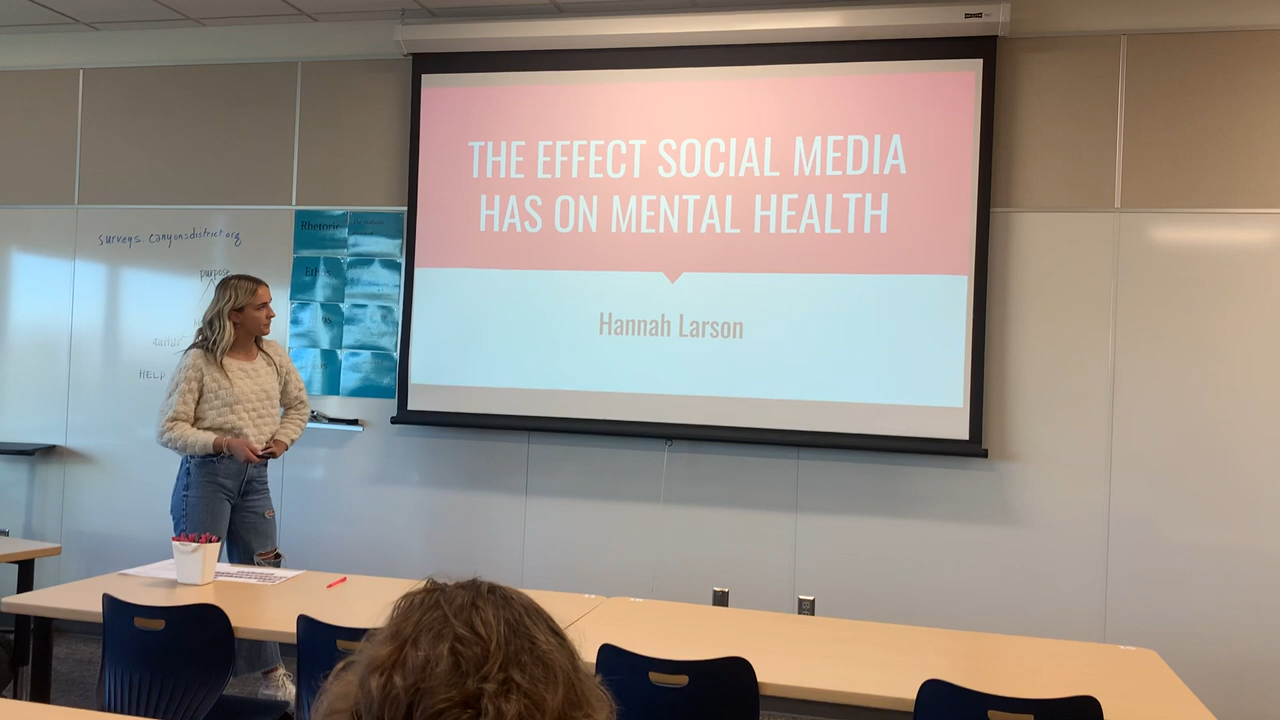 THE EFFECT SOCIAL MEDIA
HAS ON MENTAL HEALTH
Hannah Larson
surveys.canyonsdistrict.org
purpose
HELP
Rhetoric
Ethos